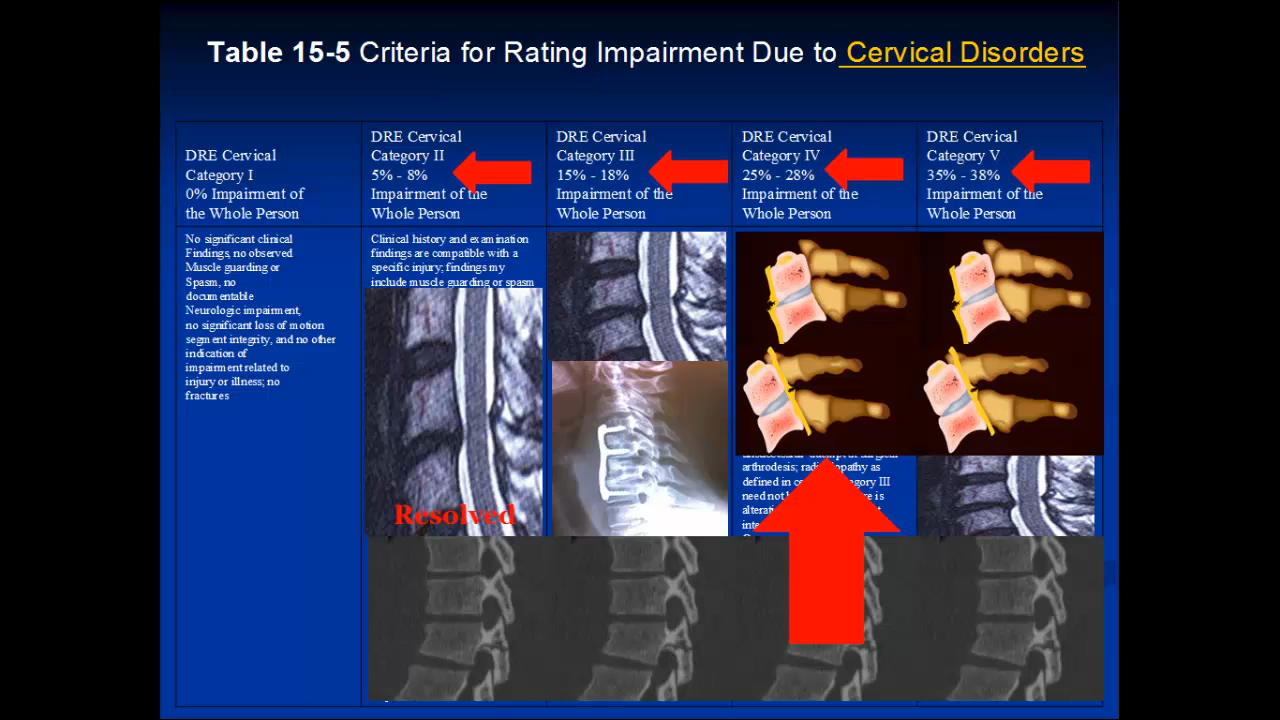 Table 15-5 Criteria for Rating Impairment Due to Cervical Disorders
DRE Cervical
Category I
0% Impairment of
the Whole Person
DRE Cervical
Category II
5% - 8%
Impairment of the
Whole Person
DRE Cervical
Category III
15% - 18%
Impairment of the
Whole Person
DRE Cervical
Category IV
25% - 28%
Impairment of the
Whole Person
DRE Cervical
Category V
35% - 38%
Impairment of the
Whole Person
No significant clinical
Findings, no observed
Muscle guarding or
Spasm, no
documentable
Neurologic impairment,
no significant loss of motion
segment integrity, and no other
indication of
impairment related to
injury or illness; no
fractures
Clinical history and examination
findings are compatible with a
specific injury; findings my
include muscle guarding or spasm
Resolved
arthrodesis; as
defined in III
need not is